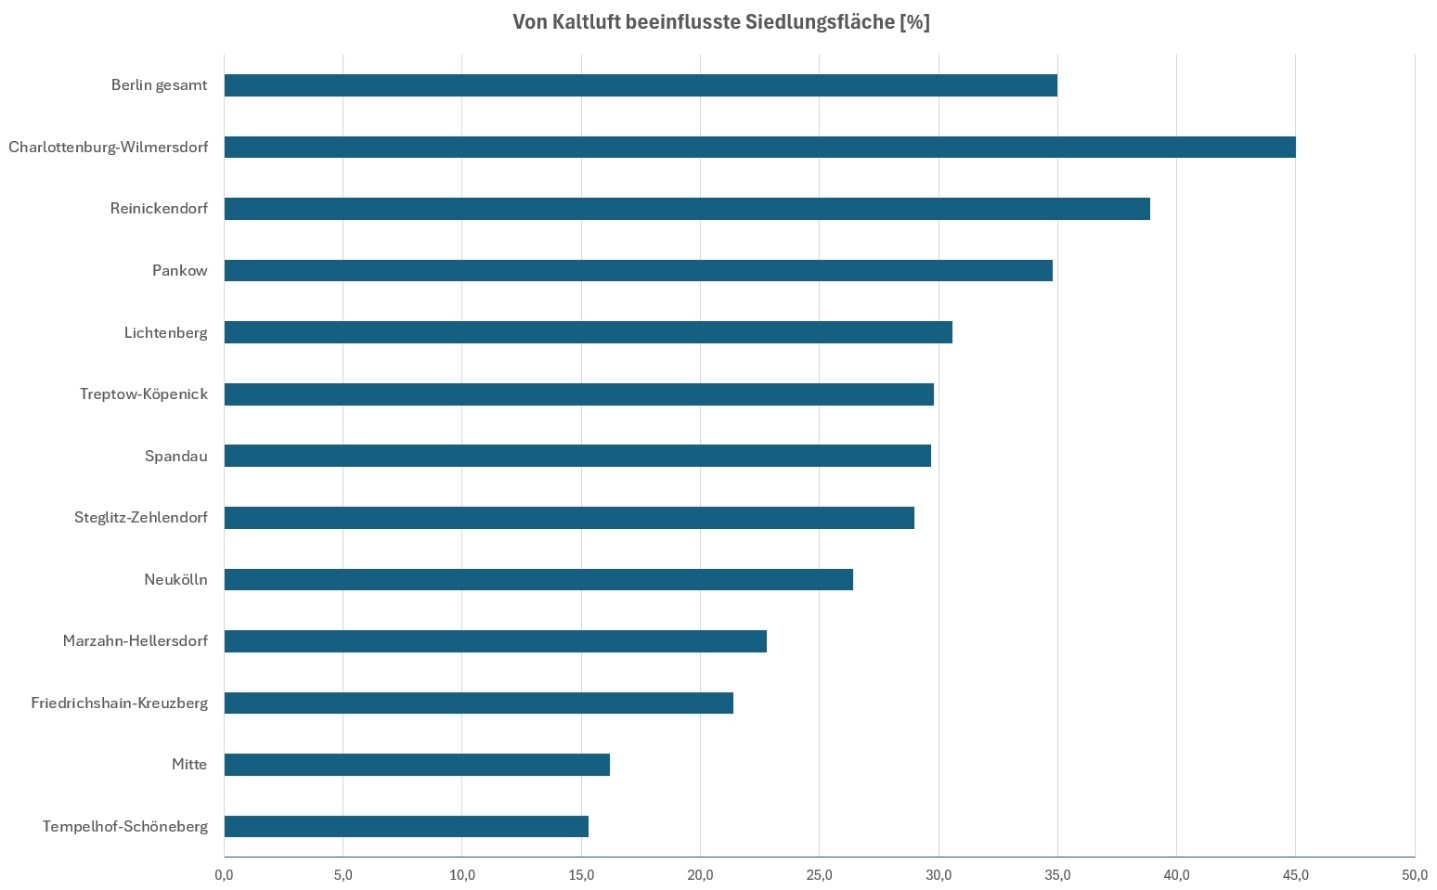 Von Kaltluft beeinflusste Siedlungsfläche [%]
Berlin gesamt
Charlottenburg-Wilmersdorf
Reinickendorf
Pankow
Lichtenberg
Treptow-Köpenick
Spandau
Steglitz-Zehlendorf
Neukölln
Marzahn-Hellersdorf
Friedrichshain-Kreuzberg
Mitte
Tempelhof-Schöneberg
0,0 5,0 10,0 15,0 20,0 25,0 30,0 35,0 40,0 45,0 50,0